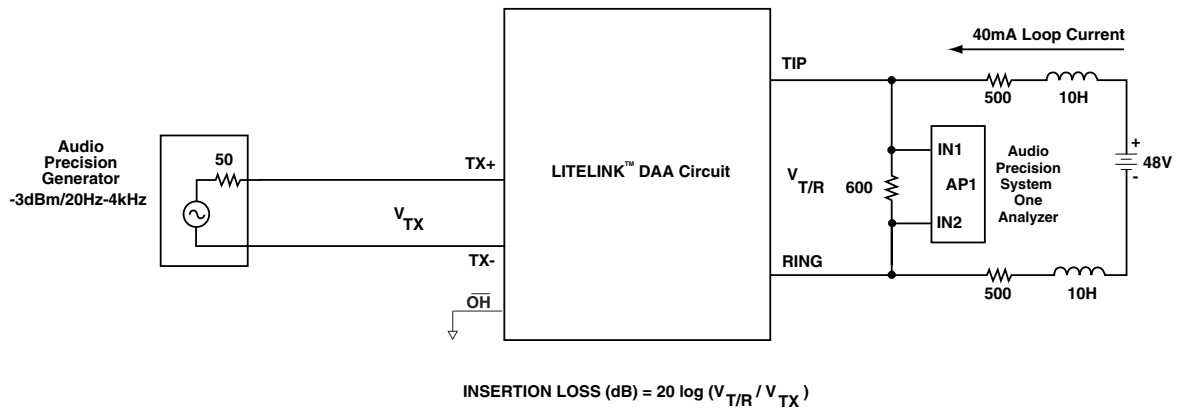 40mA Loop Current
TIP
500
10H
Audio
Precision
Generator
-3dBm/20Hz-4kHz
50
TX+
LITELINK™ DAA Circuit
V T/R
600
IN1
AP1
IN2
Audio
Precision
System
One
Analyzer
+
48V
-
V TX
TX-
RING
500
10H
OH
INSERTION LOSS (dB) = 20 log (V T/R / V TX )